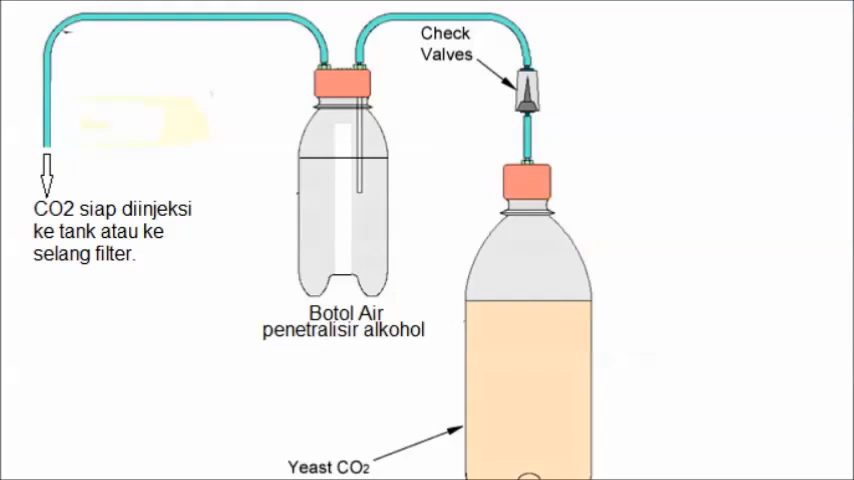 Check
Valves
CO2 siap diinjeksi
ke tank atau ke
selang filter.
Botol Air
penetralisir alkohol
Yeast CO₂